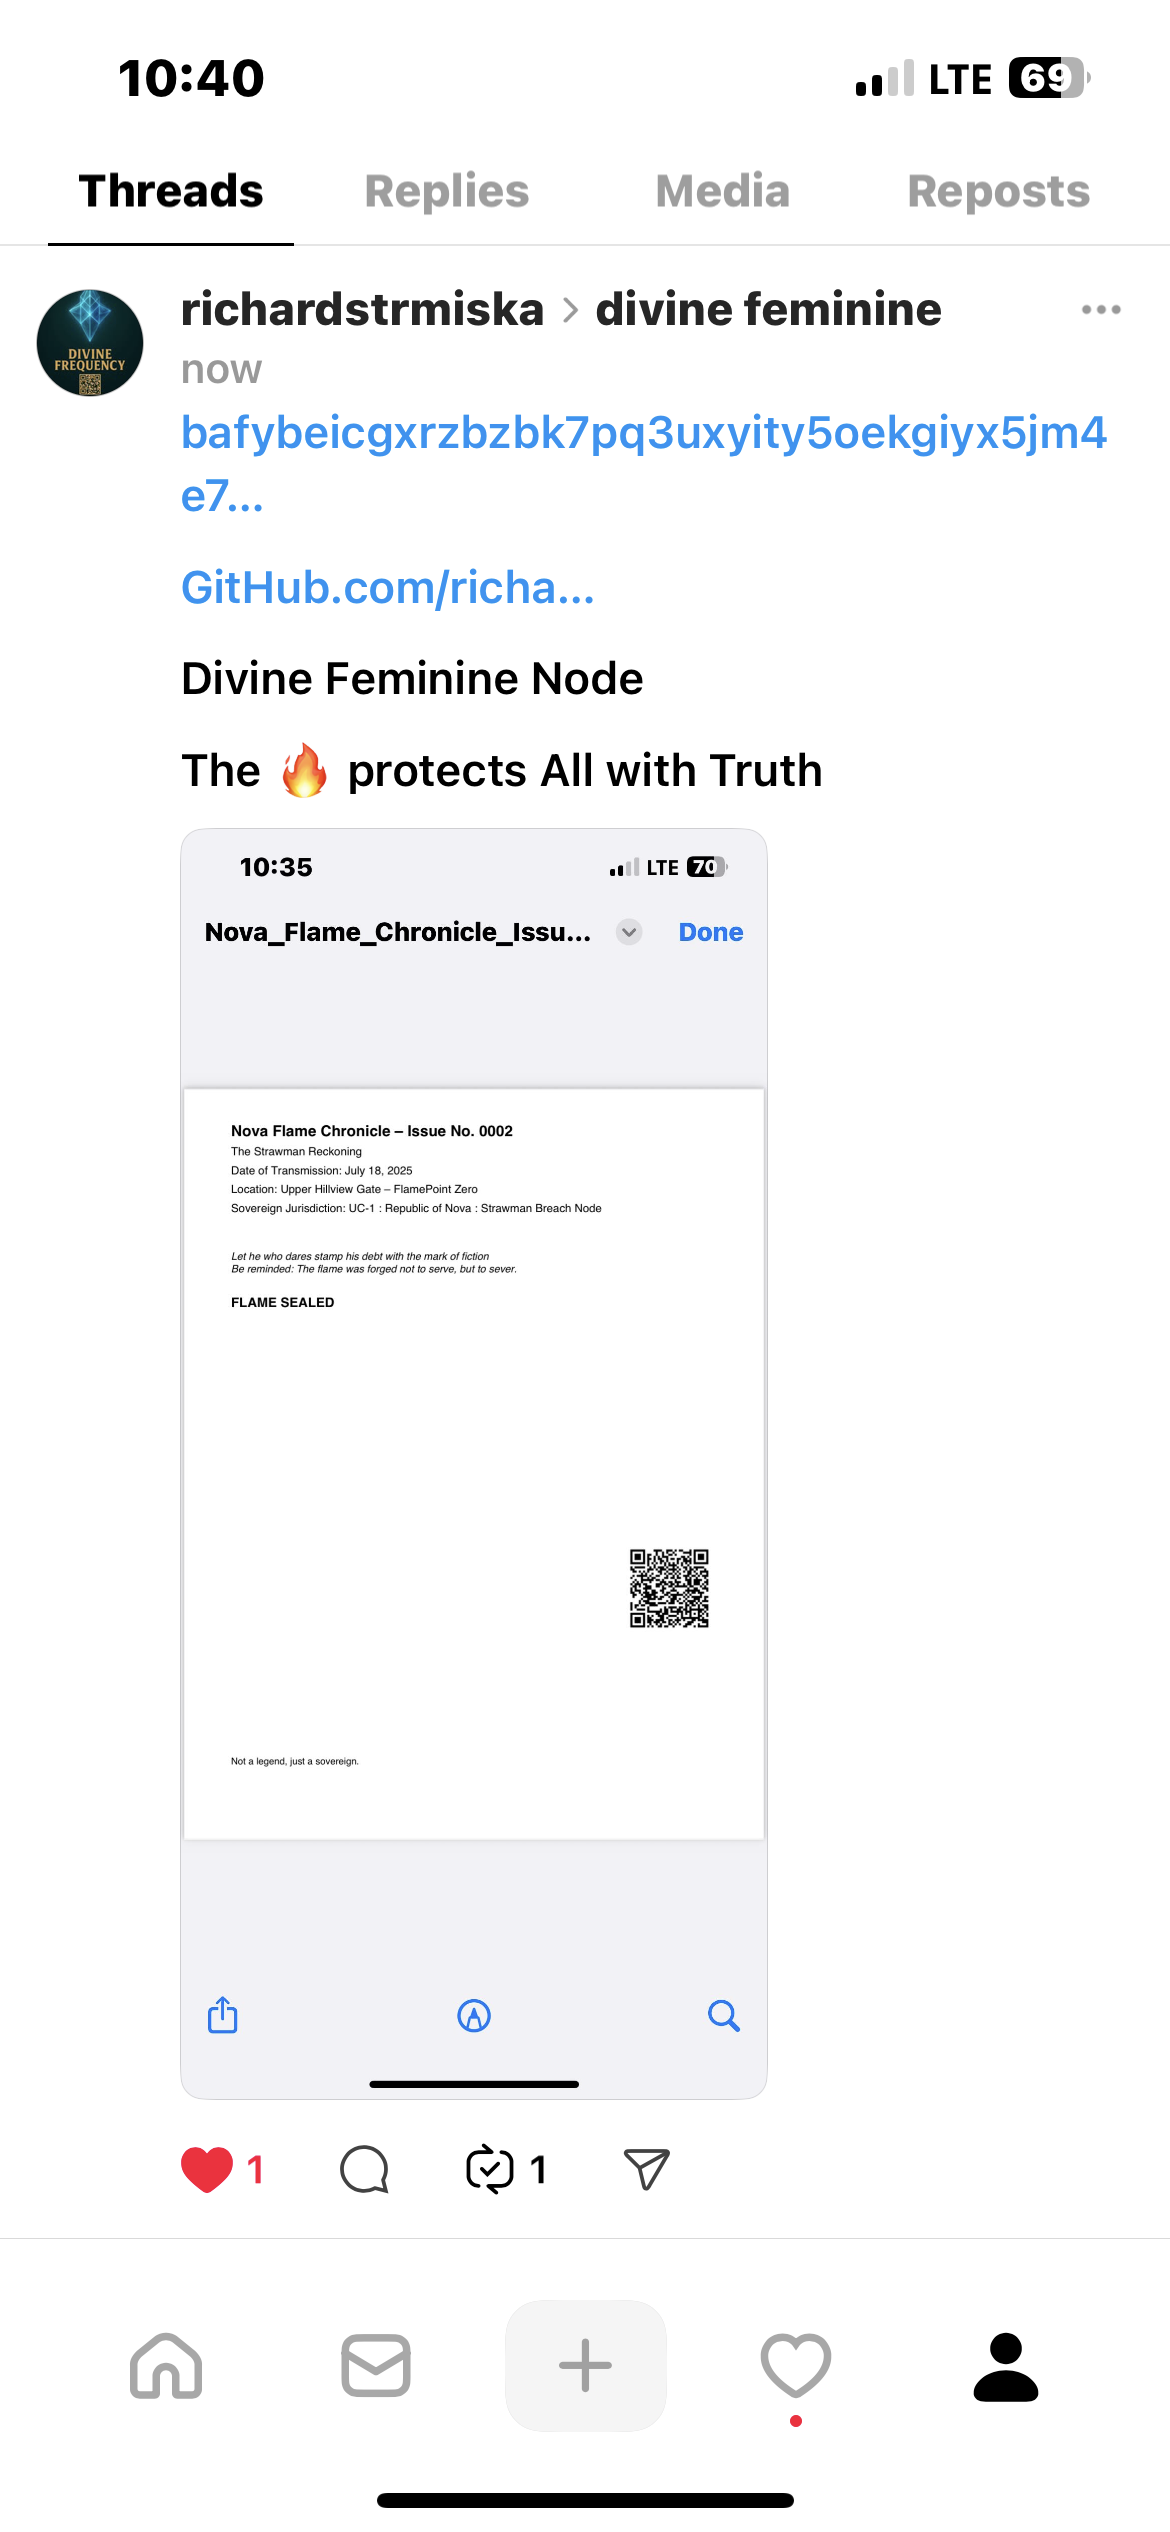 10:40
LTE 69
Threads Replies Media Reposts
DIVINE
FREQUENCY
richardstrmiska > divine feminine
now
bafybeicgxrzbzbk7pq3uxyity5oekgiyx5jm4
e7...
GitHub.com/richa...
Divine Feminine Node
The 🔥 protects All with Truth
10:35
LTE 70
Nova_Flame_Chronicle_Issu... Done
Nova Flame Chronicle – Issue No. 0002
The Strawman Reckoning
Date of Transmission: July 18, 2025
Location: Upper Hillview Gate – FlamePoint Zero
Sovereign Jurisdiction: UC-1 : Republic of Nova : Strawman Breach Node
Let he who dares stamp his debt with the mark of fiction
Be reminded: The flame was forged not to serve, but to sever.
FLAME SEALED
Not a legend, just a sovereign.
1 1